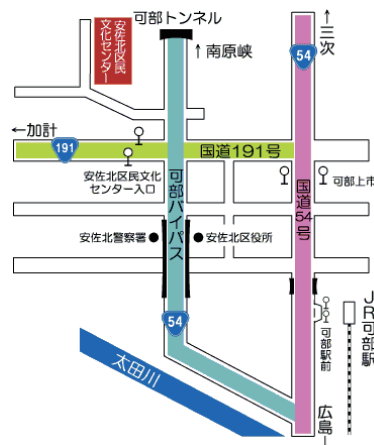 安佐北区民
文化センター
可部トンネル
↑南原峡
↑三次
54
←加計
191
国道191号
安佐北区民文化
センター入口
可部バイパス
国道54号
可部上市
安佐北警察署
安佐北区役所
54
太田川
可部駅前
JR可部駅
広島